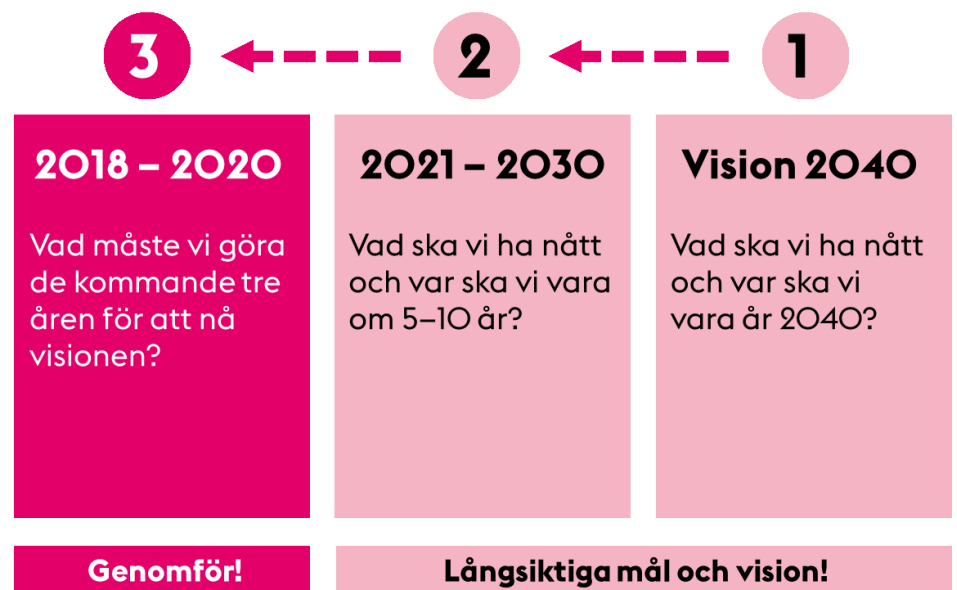 3
2
1
2018 – 2020
Vad måste vi göra
de kommande tre
åren för att nå
visionen?
2021 – 2030
Vad ska vi ha nått
och var ska vi vara
om 5–10 år?
Vision 2040
Vad ska vi ha nått
och var ska vi
vara år 2040?
Genomför!
Långsiktiga mål och vision!